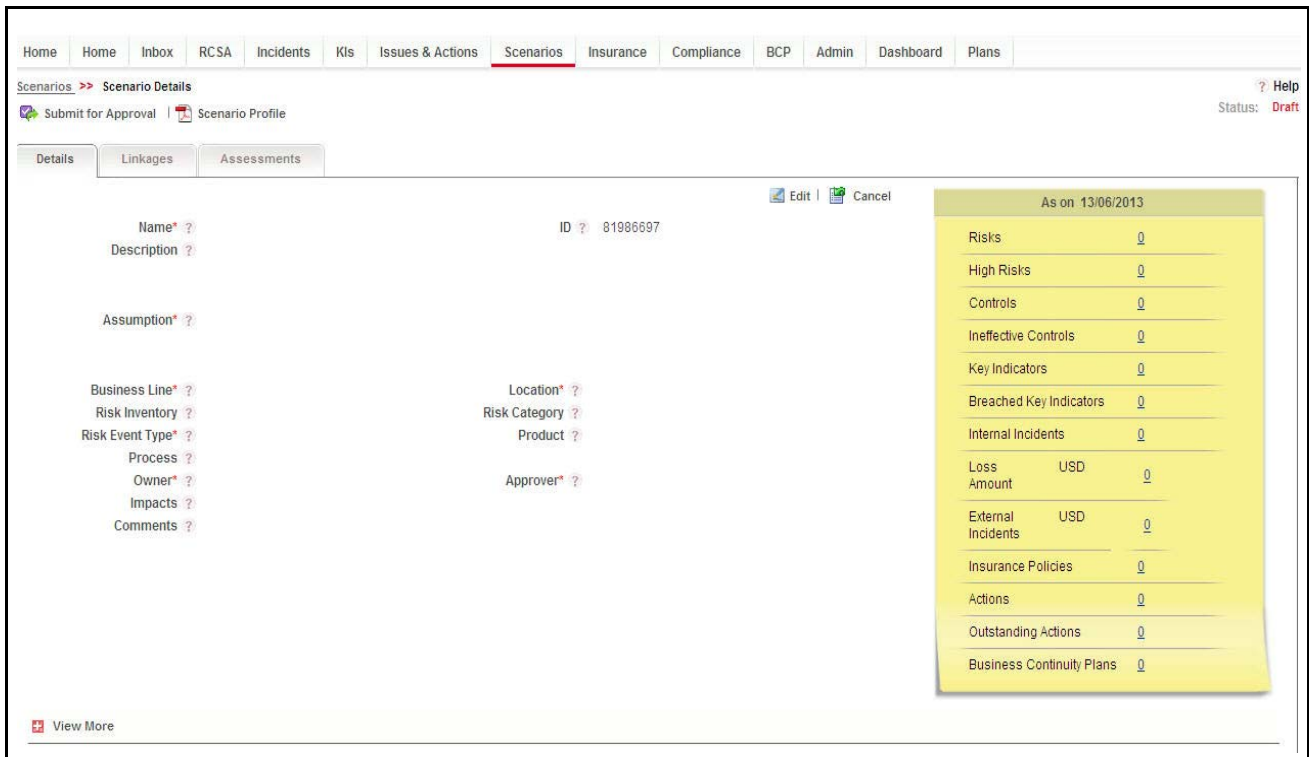 Home Home Inbox RCSA Incidents KIs Issues & Actions Scenarios Insurance Compliance BCP Admin Dashboard Plans
Scenarios >> Scenario Details
? Help
Submit for Approval | Scenario Profile
Status: Draft
Details Linkages Assessments
Edit | Cancel
Name* ? ID ? 81986697
Description ?
Assumption* ?
Business Line* ? Location* ?
Risk Inventory ? Risk Category ?
Risk Event Type* ? Product ?
Process ?
Owner* ? Approver* ?
Impacts ?
Comments ?
As on 13/06/2013
Risks 0
High Risks 0
Controls 0
Ineffective Controls 0
Key Indicators 0
Breached Key Indicators 0
Internal Incidents 0
Loss USD
Amount 0
External USD
Incidents 0
Insurance Policies 0
Actions 0
Outstanding Actions 0
Business Continuity Plans 0
View More